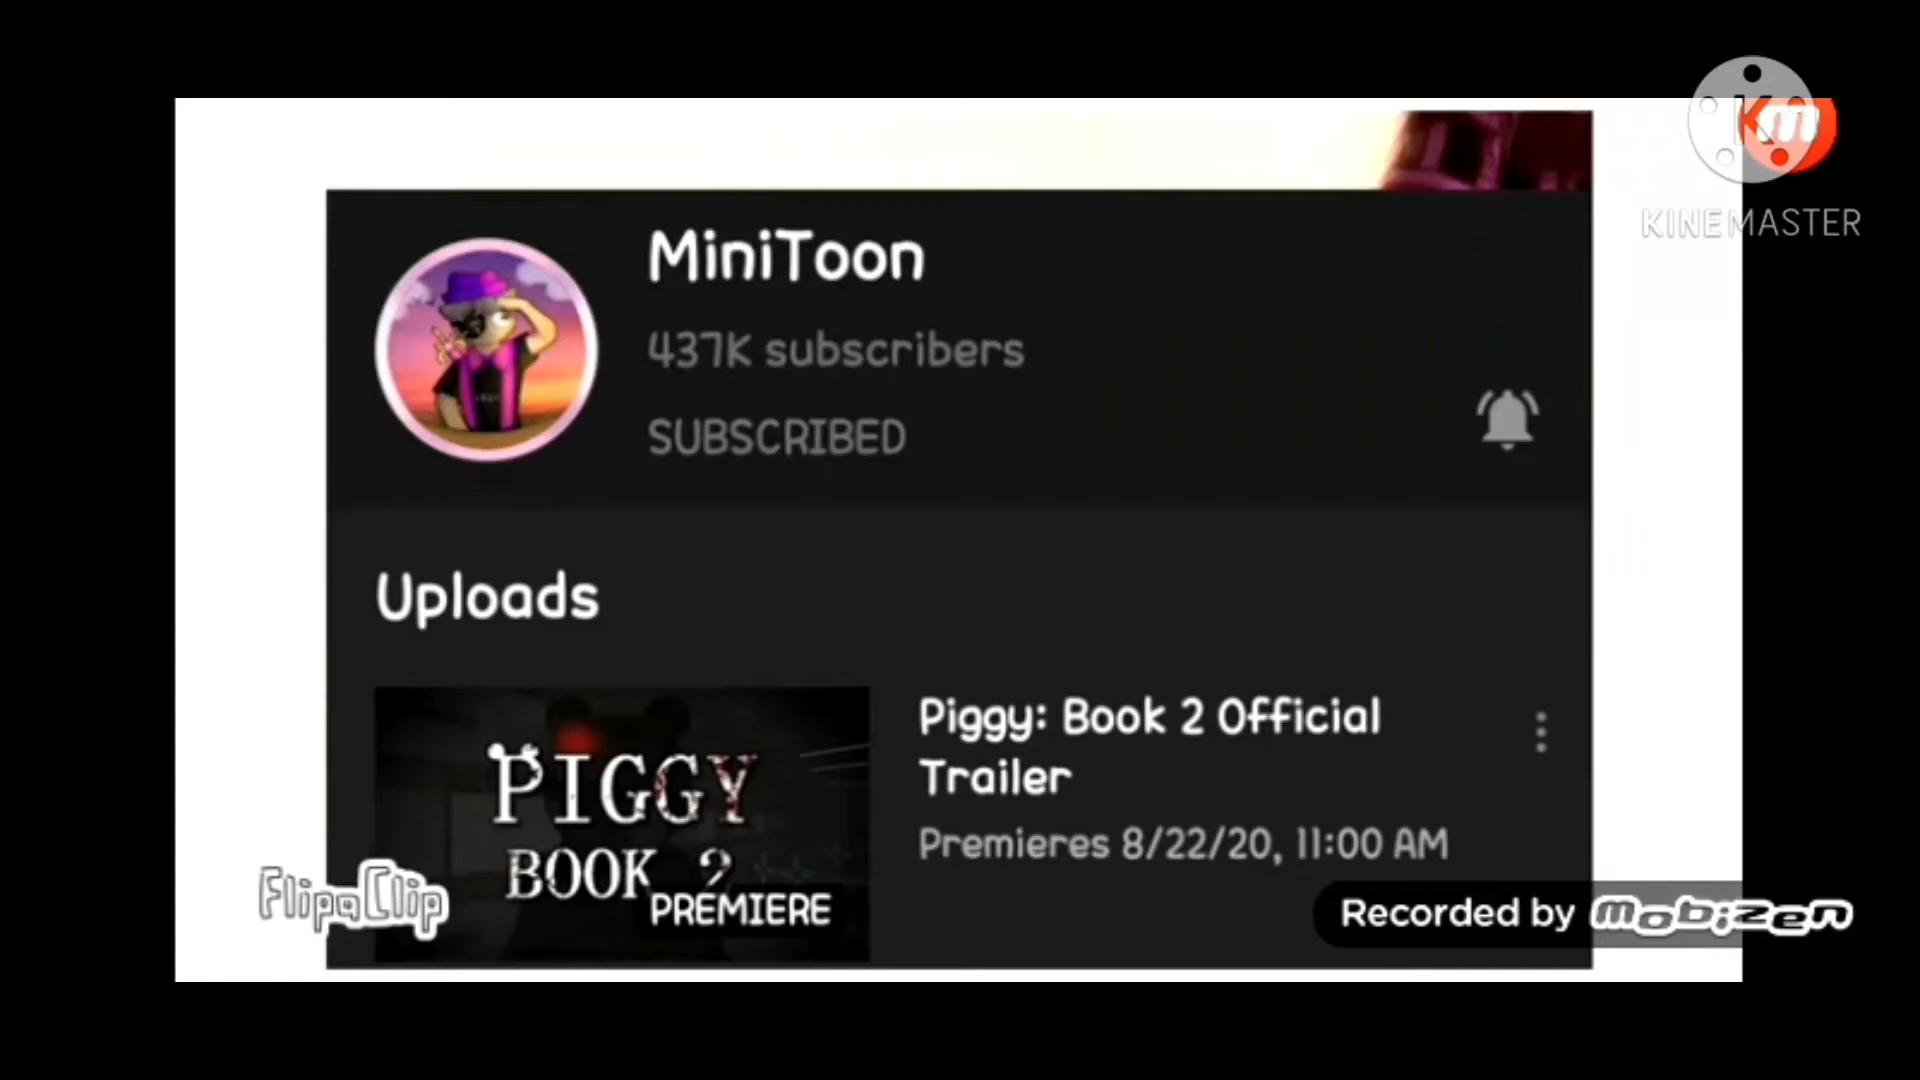 KM
KINEMASTER
MiniToon
437K subscribers
SUBSCRIBED
Uploads
PIGGY
BOOK 2
PREMIERE
Piggy: Book 2 Official
Trailer
Premieres 8/22/20, 11:00 AM
FlipaClip
Recorded by Mobizen